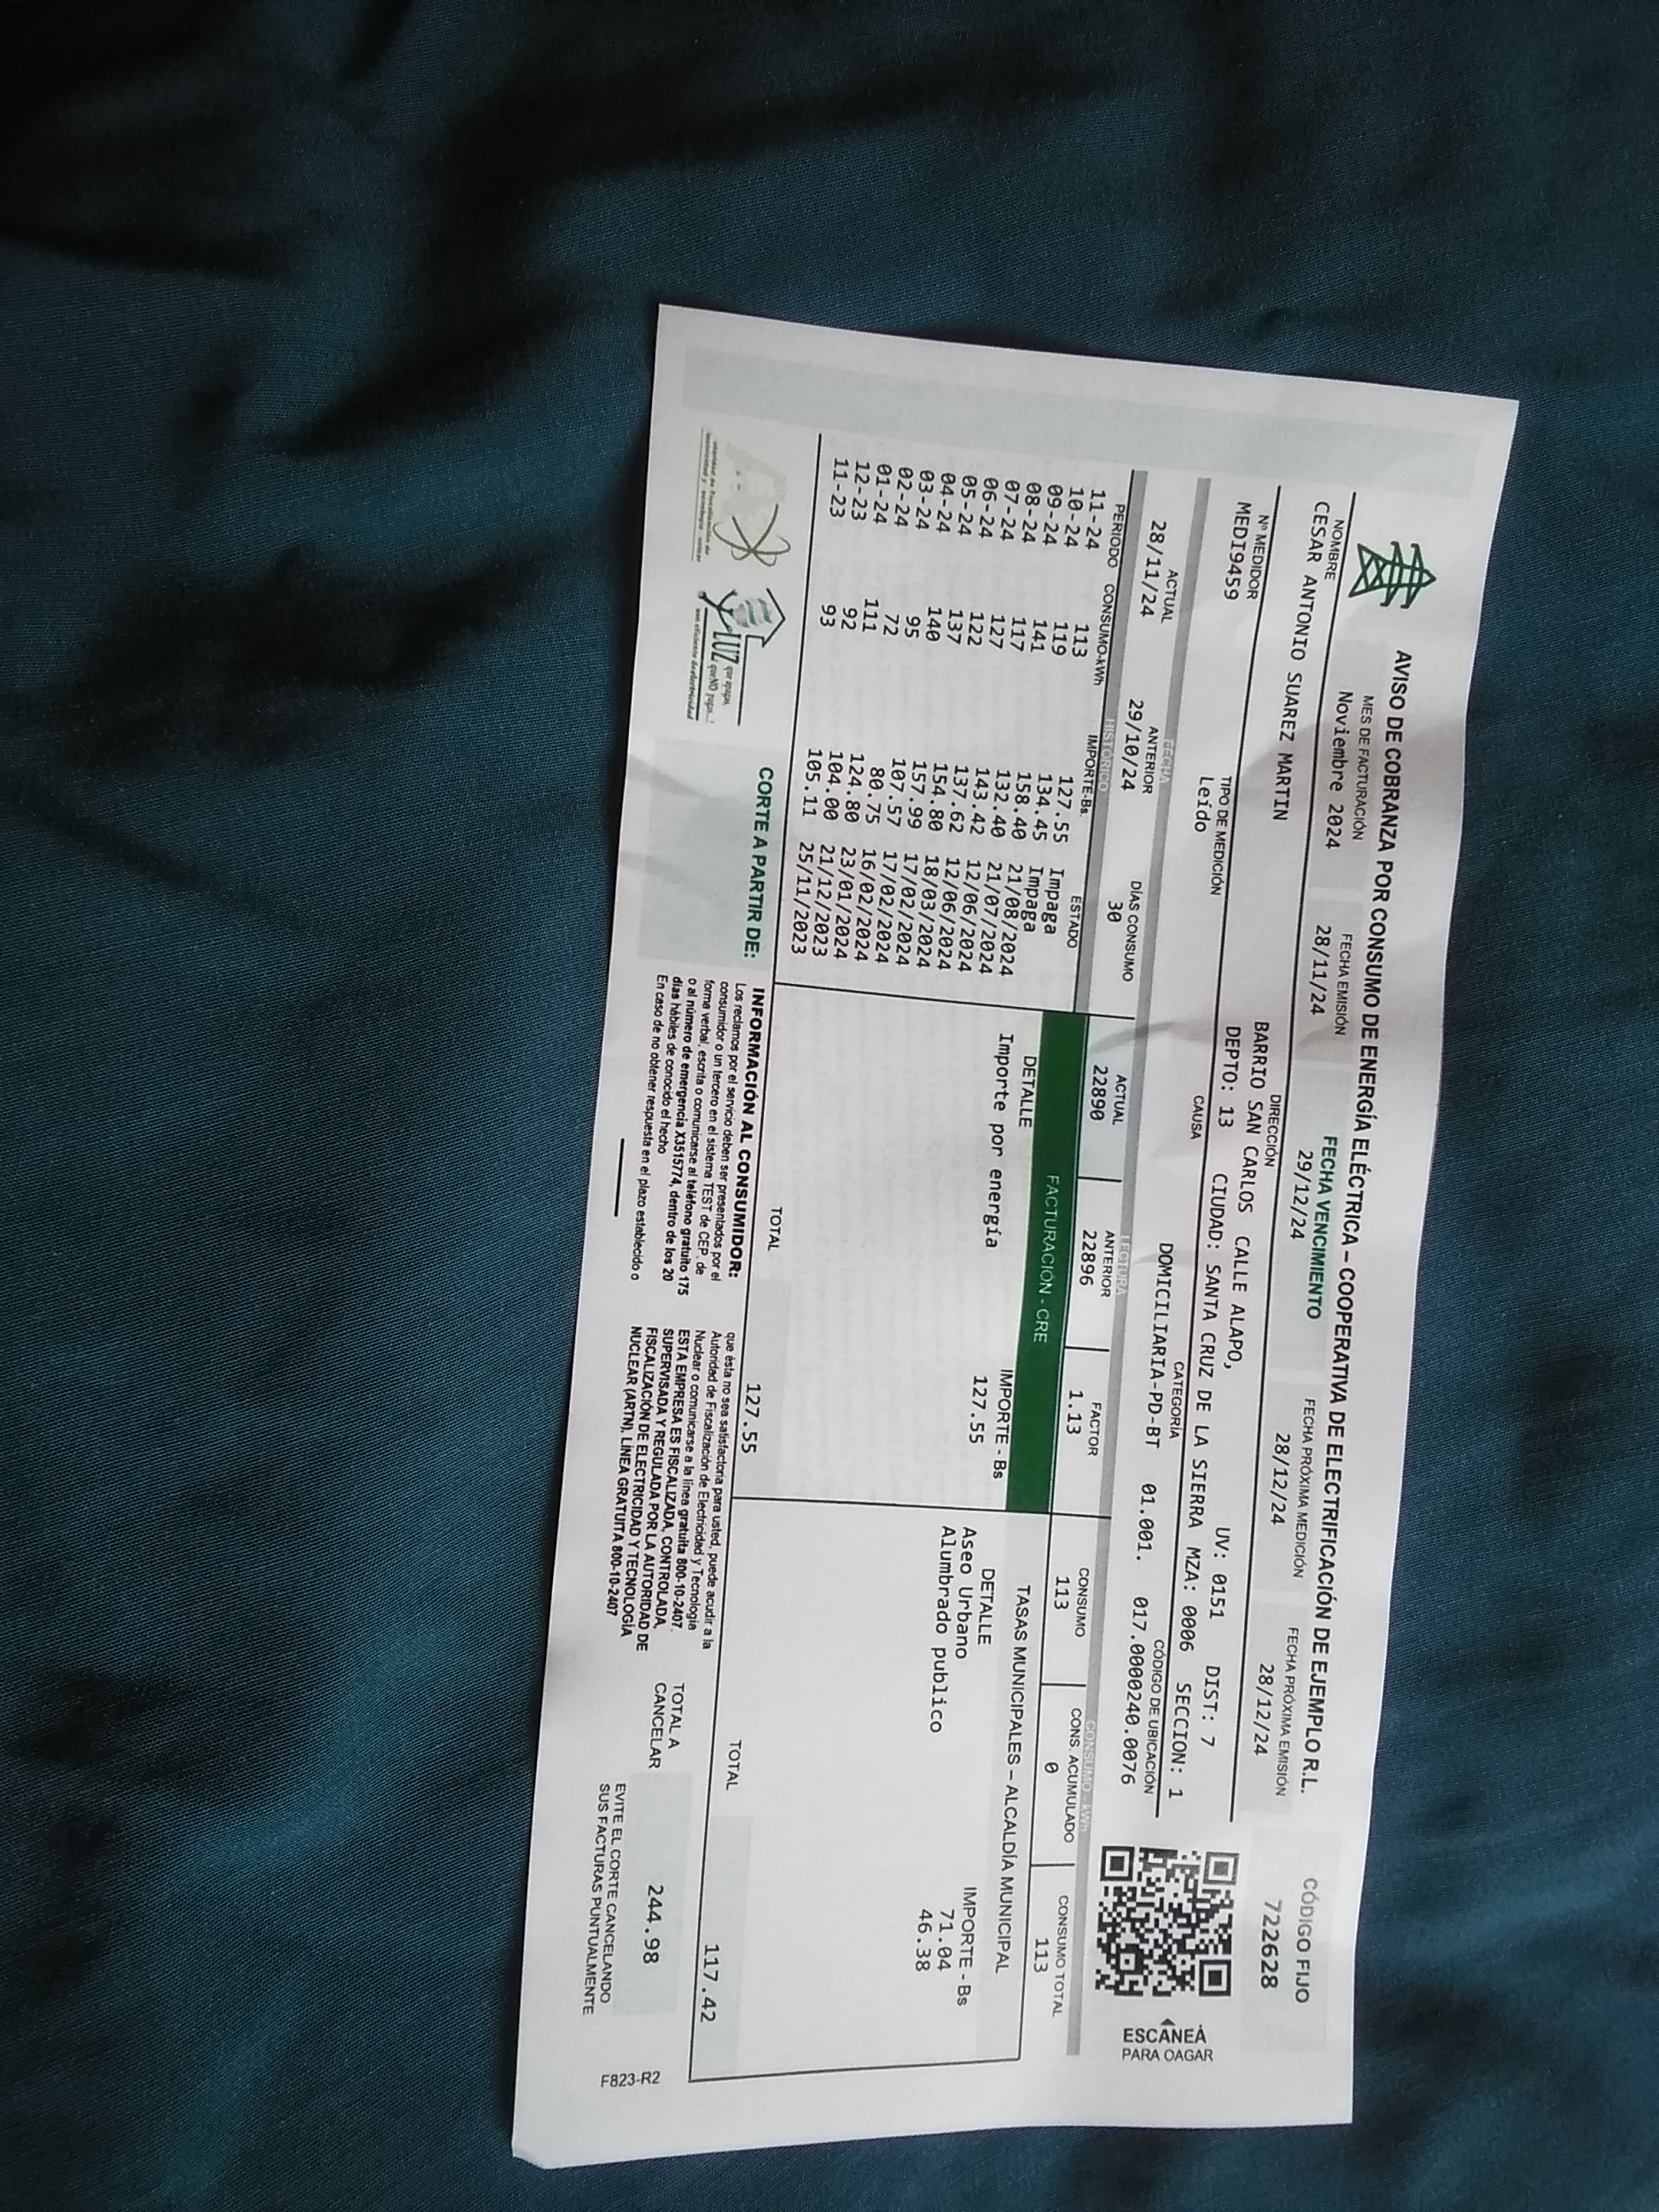 AVISO DE COBRANZA POR CONSUMO DE ENERGÍA ELÉCTRICA – COOPERATIVA DE ELECTRIFICACIÓN DE EJEMPLO R.L.
MES DE FACTURACIÓN
Noviembre 2024
FECHA EMISIÓN
28/11/24
FECHA VENCIMIENTO
29/12/24
FECHA PRÓXIMA MEDICIÓN
28/12/24
FECHA PRÓXIMA EMISIÓN
28/12/24
CÓDIGO FIJO
722628
NOMBRE
CESAR ANTONIO SUAREZ MARTIN
DIRECCIÓN
BARRIO SAN CARLOS CALLE ALAPO, UV: 0151 DIST: 7
DEPTO: 13 CIUDAD: SANTA CRUZ DE LA SIERRA MZA: 0006 SECCION: 1
Nº MEDIDOR
MEDI9459
TIPO DE MEDICIÓN
Leído
CAUSA
CATEGORÍA
DOMICILIARIA-PD-BT
CÓDIGO DE UBICACIÓN
01.001. 017.0000240.0076
ESCANEÁ
PARA OAGAR
FECHA
LECTURA
CONSUMO - kWh
ACTUAL ANTERIOR DÍAS CONSUMO ACTUAL ANTERIOR FACTOR CONSUMO CONS. ACUMULADO CONSUMO TOTAL
28/11/24 29/10/24 30 22890 22896 1.13 113 0 113
HISTÓRICO
PERIODO CONSUMO-kWh IMPORTE-Bs. ESTADO
11-24 113 127.55 Impaga
10-24 119 134.45 Impaga
09-24 141 158.40 21/08/2024
08-24 117 132.40 21/07/2024
07-24 127 143.42 12/06/2024
06-24 122 137.62 12/06/2024
05-24 137 154.80 18/03/2024
04-24 140 157.99 17/02/2024
03-24 95 107.57 17/02/2024
02-24 72 80.75 16/02/2024
01-24 111 124.80 23/01/2024
12-23 92 104.00 21/12/2023
11-23 93 105.11 25/11/2023
FACTURACIÓN - CRE
DETALLE IMPORTE - Bs
Importe por energía 127.55
TOTAL 127.55
TASAS MUNICIPALES – ALCALDÍA MUNICIPAL
DETALLE IMPORTE - Bs
Aseo Urbano 71.04
Alumbrado publico 46.38
TOTAL 117.42
LUZ que apagas,
que NO pagas...!
uso eficiente de electricidad
CORTE A PARTIR DE:
INFORMACIÓN AL CONSUMIDOR:
Los reclamos por el servicio deben ser presentados por el
consumidor o un tercero en el sistema TEST de CEP, de
forma verbal, escrita o comunicarse al teléfono gratuito 175
o al número de emergencia X3515774, dentro de los 20
días hábiles de conocido el hecho
En caso de no obtener respuesta en el plazo establecido o
que ésta no sea satisfactoria para usted, puede acudir a la
Autoridad de Fiscalización de Electricidad y Tecnología
Nuclear o comunicarse a la línea gratuita 800-10-2407.
ESTA EMPRESA ES FISCALIZADA, CONTROLADA,
SUPERVISADA Y REGULADA POR LA AUTORIDAD DE
FISCALIZACIÓN DE ELECTRICIDAD Y TECNOLOGÍA
NUCLEAR (ARTN). LÍNEA GRATUITA 800-10-2407
TOTAL A
CANCELAR
244.98
EVITE EL CORTE CANCELANDO
SUS FACTURAS PUNTUALMENTE
F823-R2